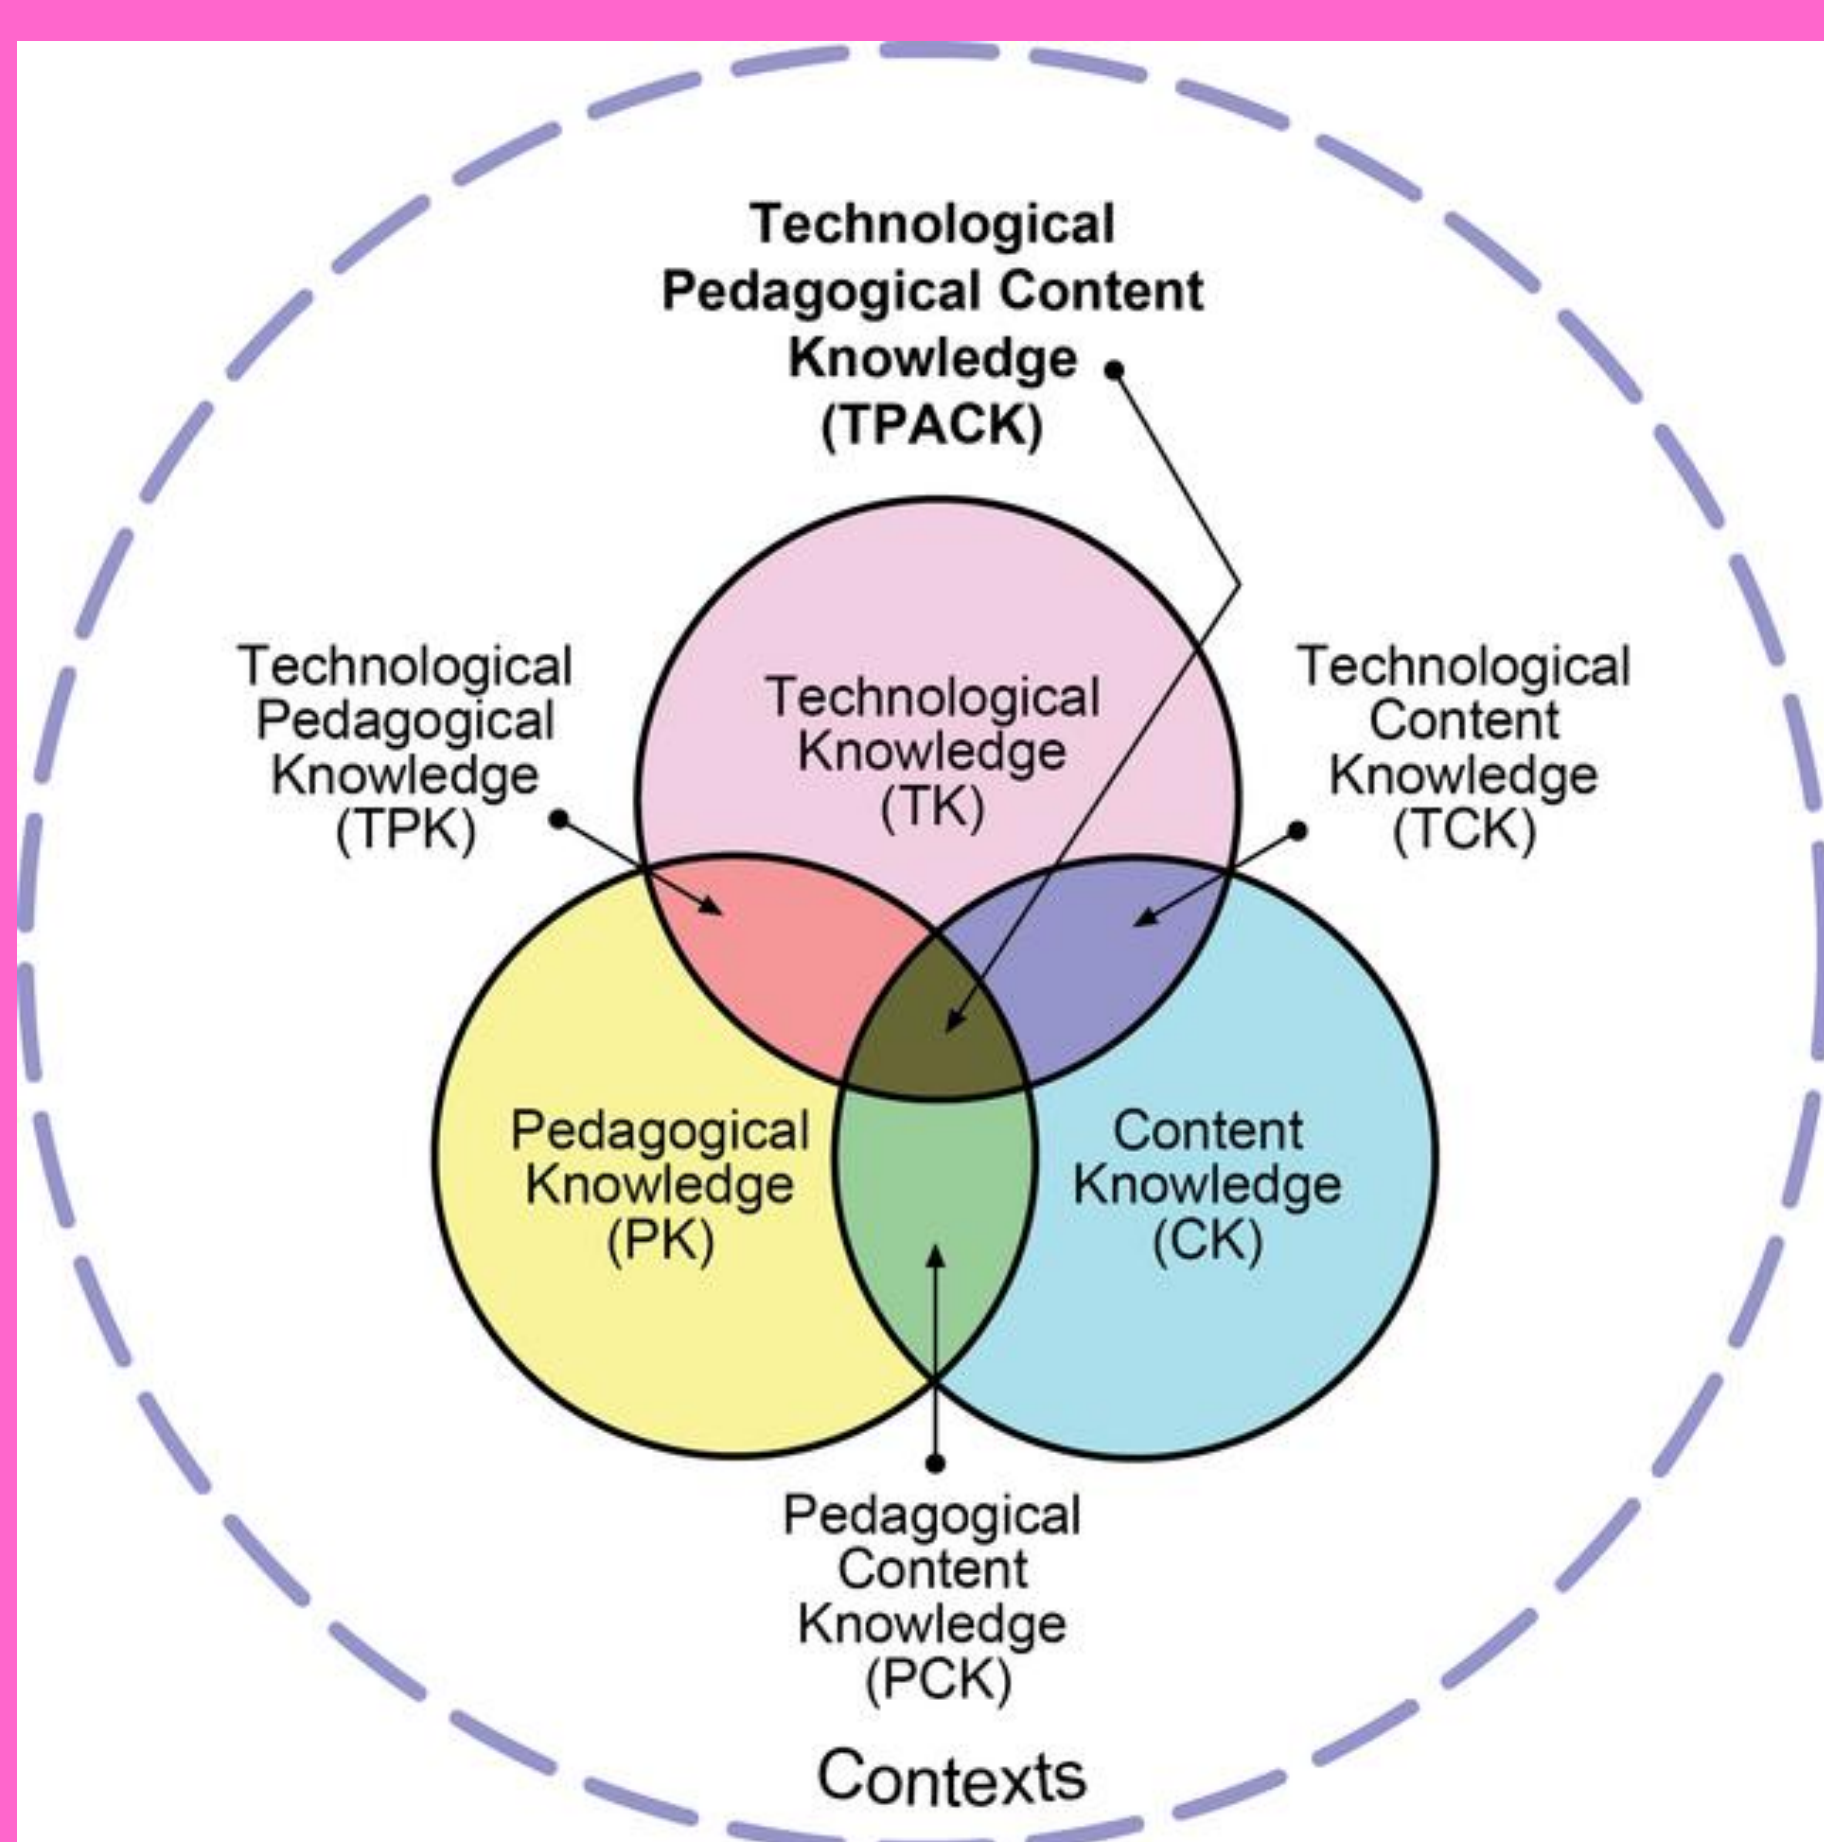 Technological
Pedagogical Content
Knowledge
(TPACK)
Technological
Pedagogical
Knowledge
(TPK)
Technological
Knowledge
(TK)
Technological
Content
Knowledge
(TCK)
Pedagogical
Knowledge
(PK)
Content
Knowledge
(CK)
Pedagogical
Content
Knowledge
(PCK)
Contexts